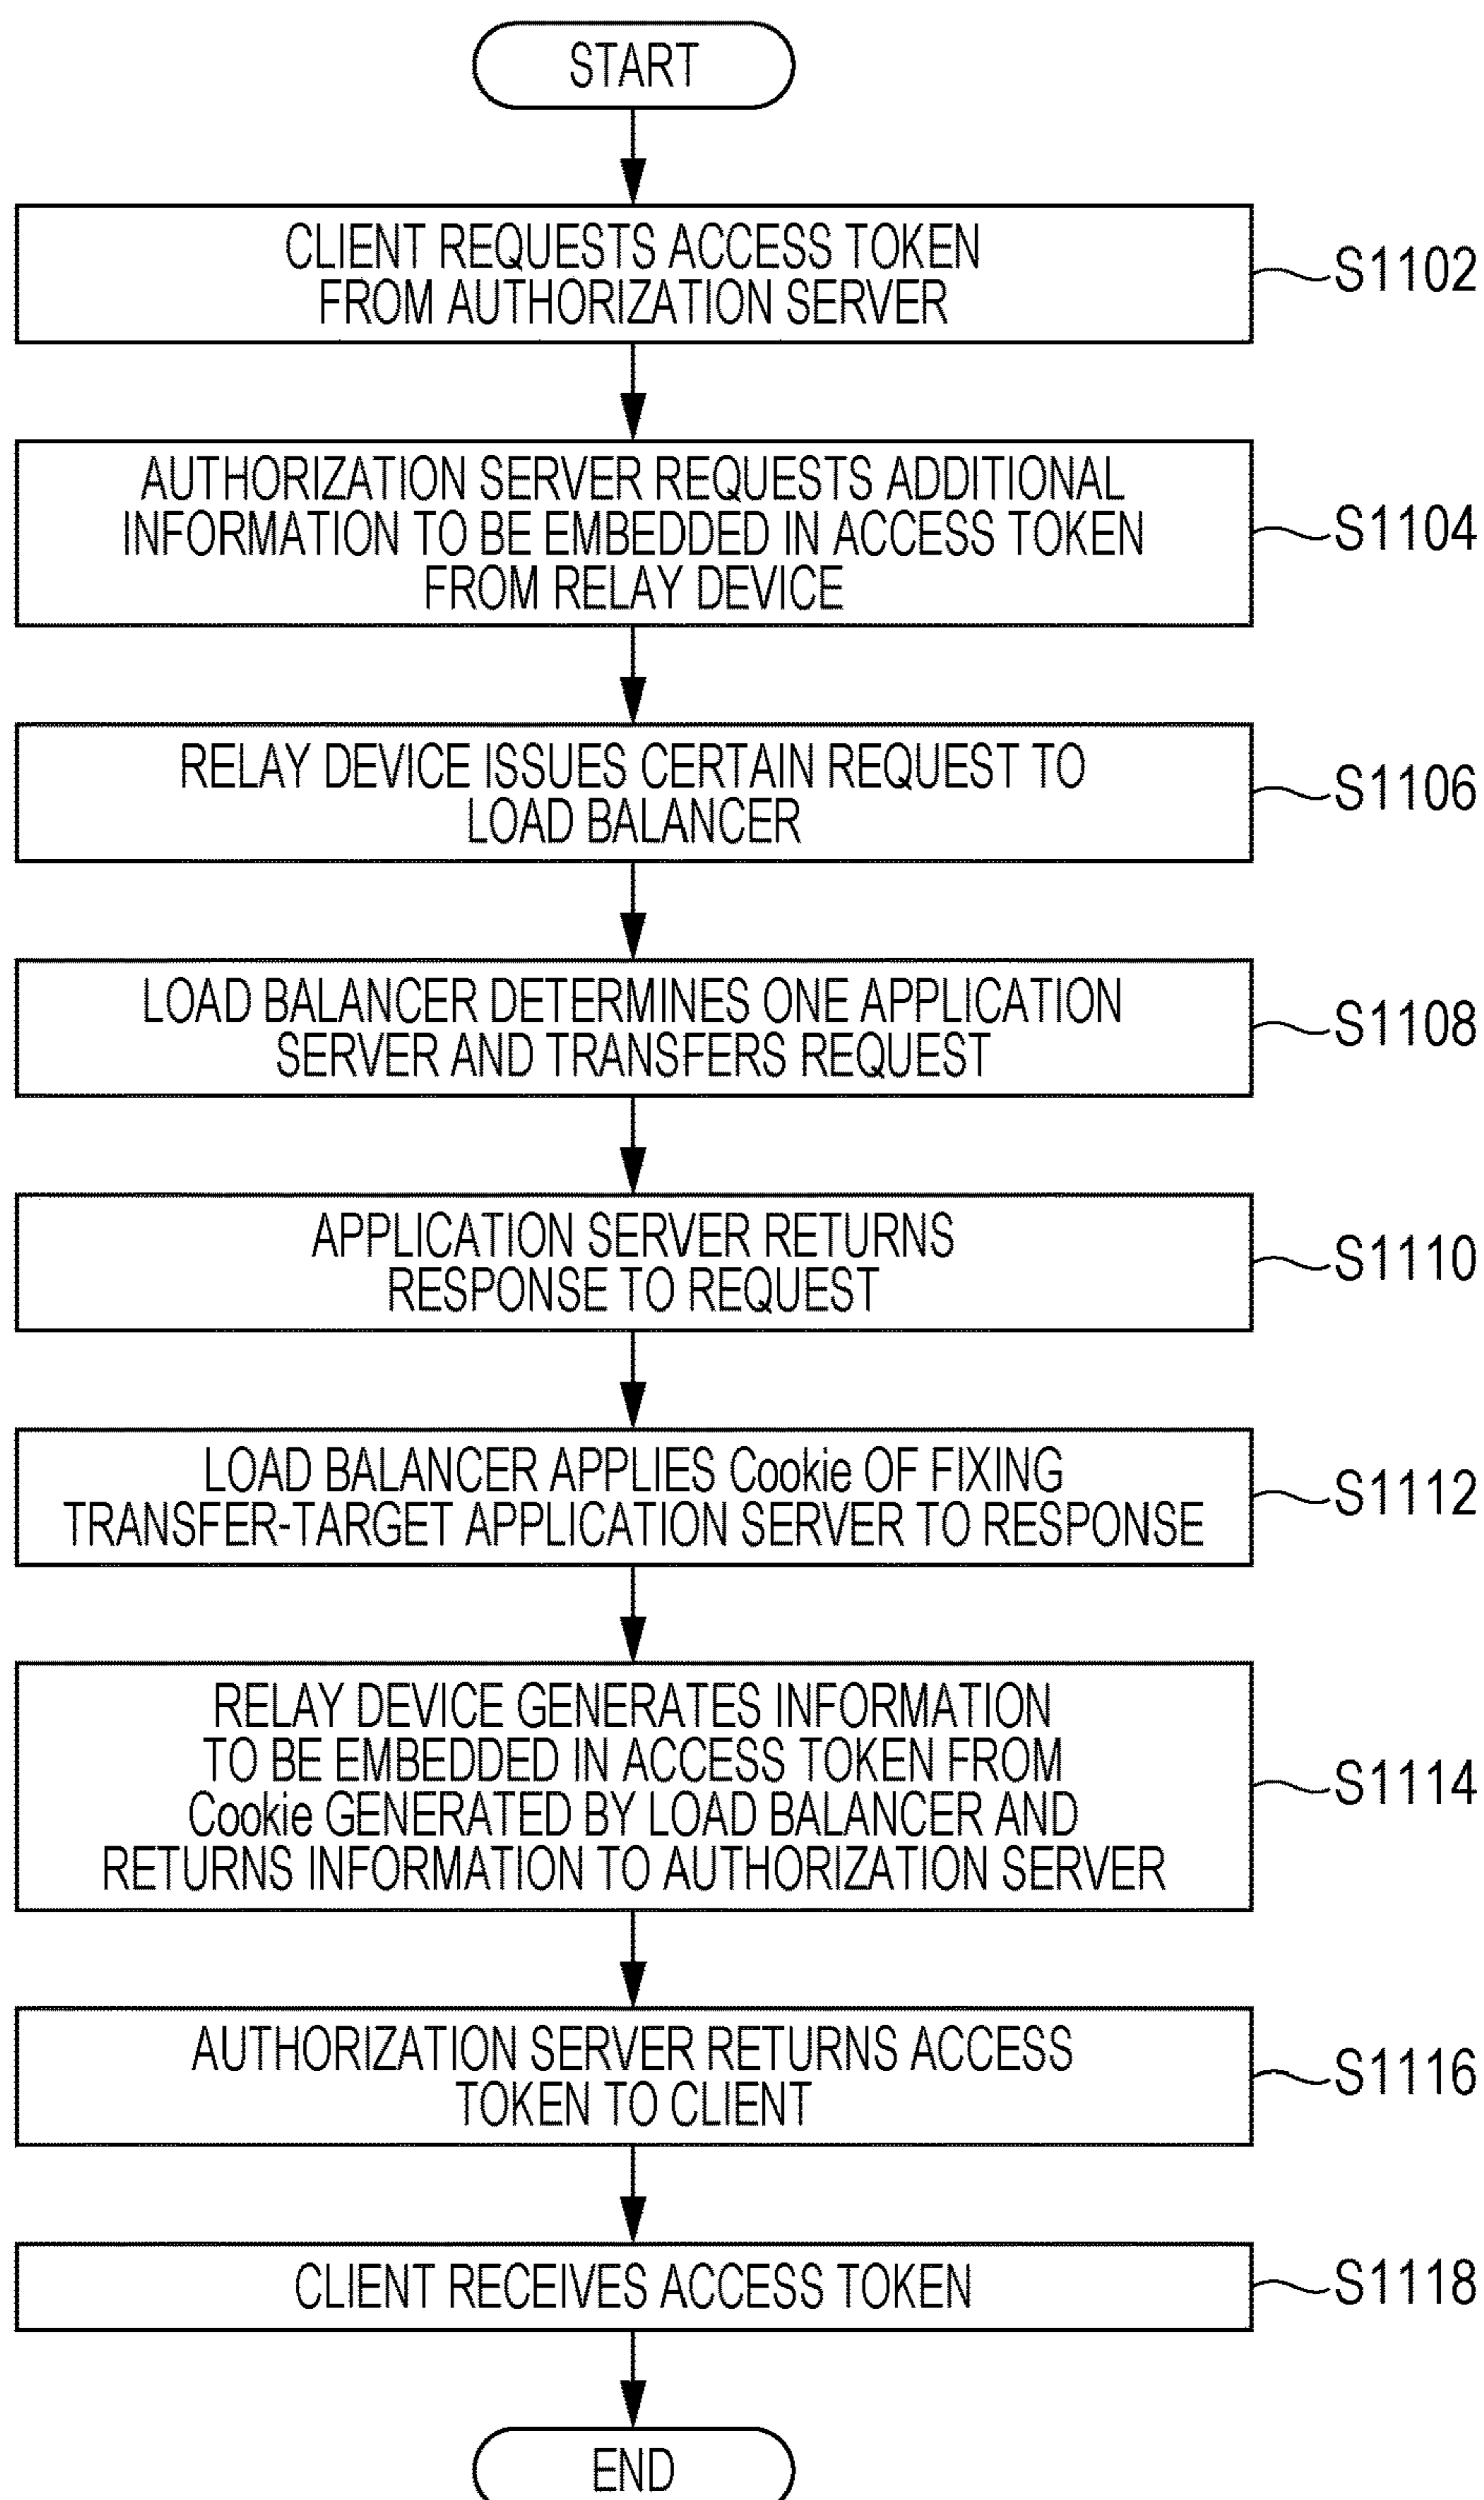 START
CLIENT REQUESTS ACCESS TOKEN
FROM AUTHORIZATION SERVER
S1102
AUTHORIZATION SERVER REQUESTS ADDITIONAL
INFORMATION TO BE EMBEDDED IN ACCESS TOKEN
FROM RELAY DEVICE
S1104
RELAY DEVICE ISSUES CERTAIN REQUEST TO
LOAD BALANCER
S1106
LOAD BALANCER DETERMINES ONE APPLICATION
SERVER AND TRANSFERS REQUEST
S1108
APPLICATION SERVER RETURNS
RESPONSE TO REQUEST
S1110
LOAD BALANCER APPLIES Cookie OF FIXING
TRANSFER-TARGET APPLICATION SERVER TO RESPONSE
S1112
RELAY DEVICE GENERATES INFORMATION
TO BE EMBEDDED IN ACCESS TOKEN FROM
Cookie GENERATED BY LOAD BALANCER AND
RETURNS INFORMATION TO AUTHORIZATION SERVER
S1114
AUTHORIZATION SERVER RETURNS ACCESS
TOKEN TO CLIENT
S1116
CLIENT RECEIVES ACCESS TOKEN
S1118
END